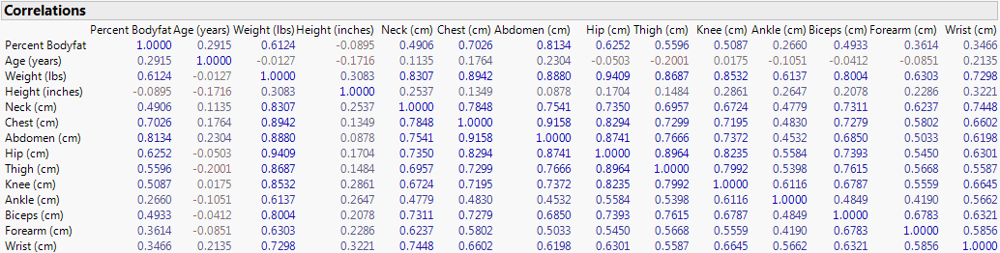 Correlations
Percent Bodyfat Age (years) Weight (lbs) Height (inches) Neck (cm) Chest (cm) Abdomen (cm) Hip (cm) Thigh (cm) Knee (cm) Ankle (cm) Biceps (cm) Forearm (cm) Wrist (cm)
Percent Bodyfat 1.0000 0.2915 0.6124 -0.0895 0.4906 0.7026 0.8134 0.6252 0.5596 0.5087 0.2660 0.4933 0.3614 0.3466
Age (years) 0.2915 1.0000 -0.0127 -0.1716 0.1135 0.1764 0.2304 -0.0503 -0.2001 0.0175 -0.1051 -0.0412 -0.0851 0.2135
Weight (lbs) 0.6124 -0.0127 1.0000 0.3083 0.8307 0.8942 0.8880 0.9409 0.8687 0.8532 0.6137 0.8004 0.6303 0.7298
Height (inches) -0.0895 -0.1716 0.3083 1.0000 0.2537 0.1349 0.0878 0.1704 0.1484 0.2861 0.2647 0.2078 0.2286 0.3221
Neck (cm) 0.4906 0.1135 0.8307 0.2537 1.0000 0.7848 0.7541 0.7350 0.6957 0.6724 0.4779 0.7311 0.6237 0.7448
Chest (cm) 0.7026 0.1764 0.8942 0.1349 0.7848 1.0000 0.9158 0.8294 0.7299 0.7195 0.4830 0.7279 0.5802 0.6602
Abdomen (cm) 0.8134 0.2304 0.8880 0.0878 0.7541 0.9158 1.0000 0.8741 0.7666 0.7372 0.4532 0.6850 0.5033 0.6198
Hip (cm) 0.6252 -0.0503 0.9409 0.1704 0.7350 0.8294 0.8741 1.0000 0.8964 0.8235 0.5584 0.7393 0.5450 0.6301
Thigh (cm) 0.5596 -0.2001 0.8687 0.1484 0.6957 0.7299 0.7666 0.8964 1.0000 0.7992 0.5398 0.7615 0.5668 0.5587
Knee (cm) 0.5087 0.0175 0.8532 0.2861 0.6724 0.7195 0.7372 0.8235 0.7992 1.0000 0.6116 0.6787 0.5559 0.6645
Ankle (cm) 0.2660 -0.1051 0.6137 0.2647 0.4779 0.4830 0.4532 0.5584 0.5398 0.6116 1.0000 0.4849 0.4190 0.5662
Biceps (cm) 0.4933 -0.0412 0.8004 0.2078 0.7311 0.7279 0.6850 0.7393 0.7615 0.6787 0.4849 1.0000 0.6783 0.6321
Forearm (cm) 0.3614 -0.0851 0.6303 0.2286 0.6237 0.5802 0.5033 0.5450 0.5668 0.5559 0.4190 0.6783 1.0000 0.5856
Wrist (cm) 0.3466 0.2135 0.7298 0.3221 0.7448 0.6602 0.6198 0.6301 0.5587 0.6645 0.5662 0.6321 0.5856 1.0000